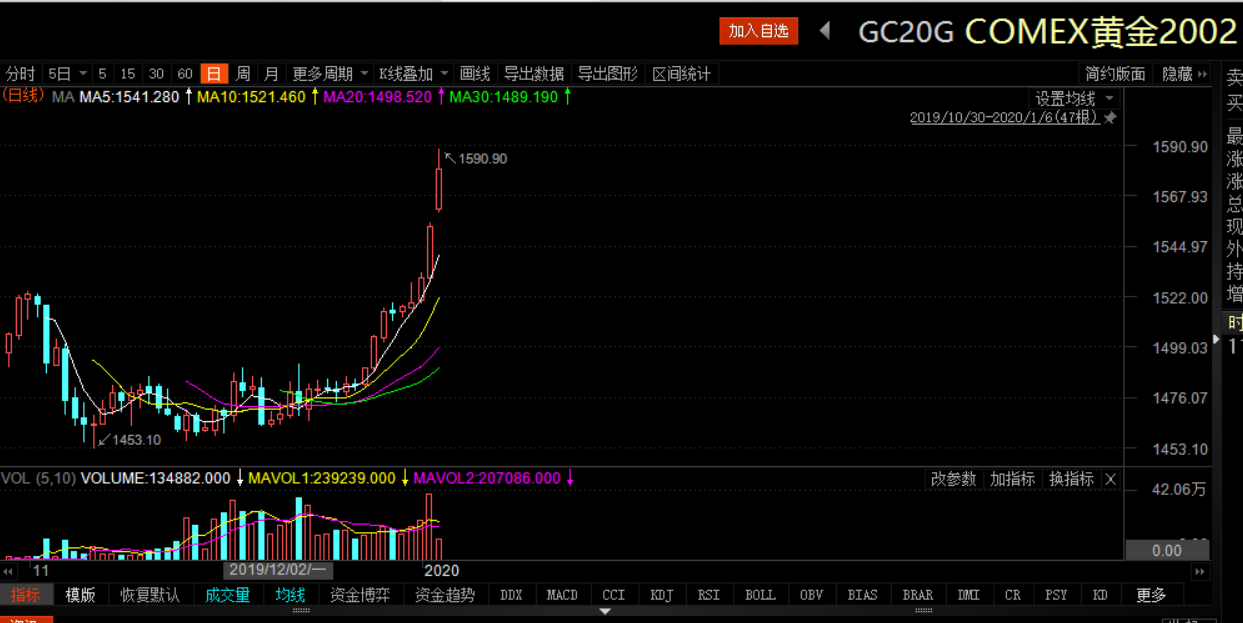 加入自选 GC20G COMEX黄金2002
分时 5日 5 15 30 60 日 周 月 更多周期 K线叠加 画线 导出数据 导出图形 区间统计 简约版面 隐藏
(日线) MA MA5:1541.280 MA10:1521.460 MA20:1498.520 MA30:1489.190 设置均线
2019/10/30-2020/1/6(47根)
1590.90
1590.90
1567.93
1544.97
1522.00
1499.03
1476.07
1453.10
1453.10
卖
买
最
涨
涨
总
现
外
持
增
时
VOL (5,10) VOLUME:134882.000 MAVOL1:239239.000 MAVOL2:207086.000 改参数 加指标 换指标
42.06万
0.00
11 2019/12/02/一 2020
指标 模版 恢复默认 成交量 均线 资金博弈 资金趋势 DDX MACD CCI KDJ RSI BOLL OBV BIAS BRAR DMI CR PSY KD 更多